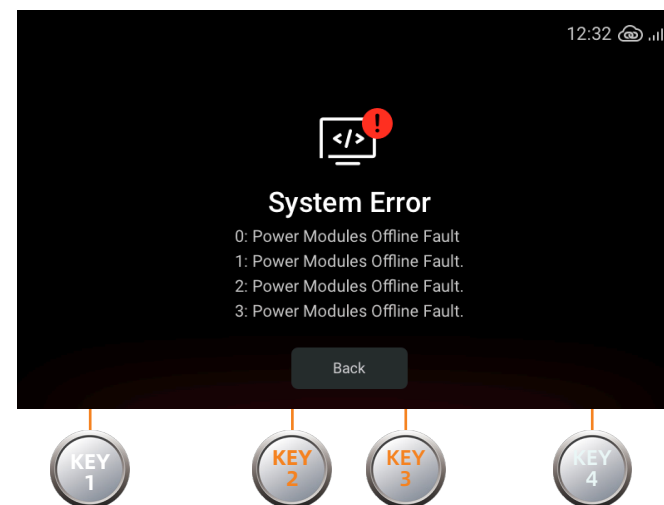 12:32
</>
!
System Error
0: Power Modules Offline Fault
1: Power Modules Offline Fault.
2: Power Modules Offline Fault.
3: Power Modules Offline Fault.
Back
KEY
1
KEY
2
KEY
3
KEY
4